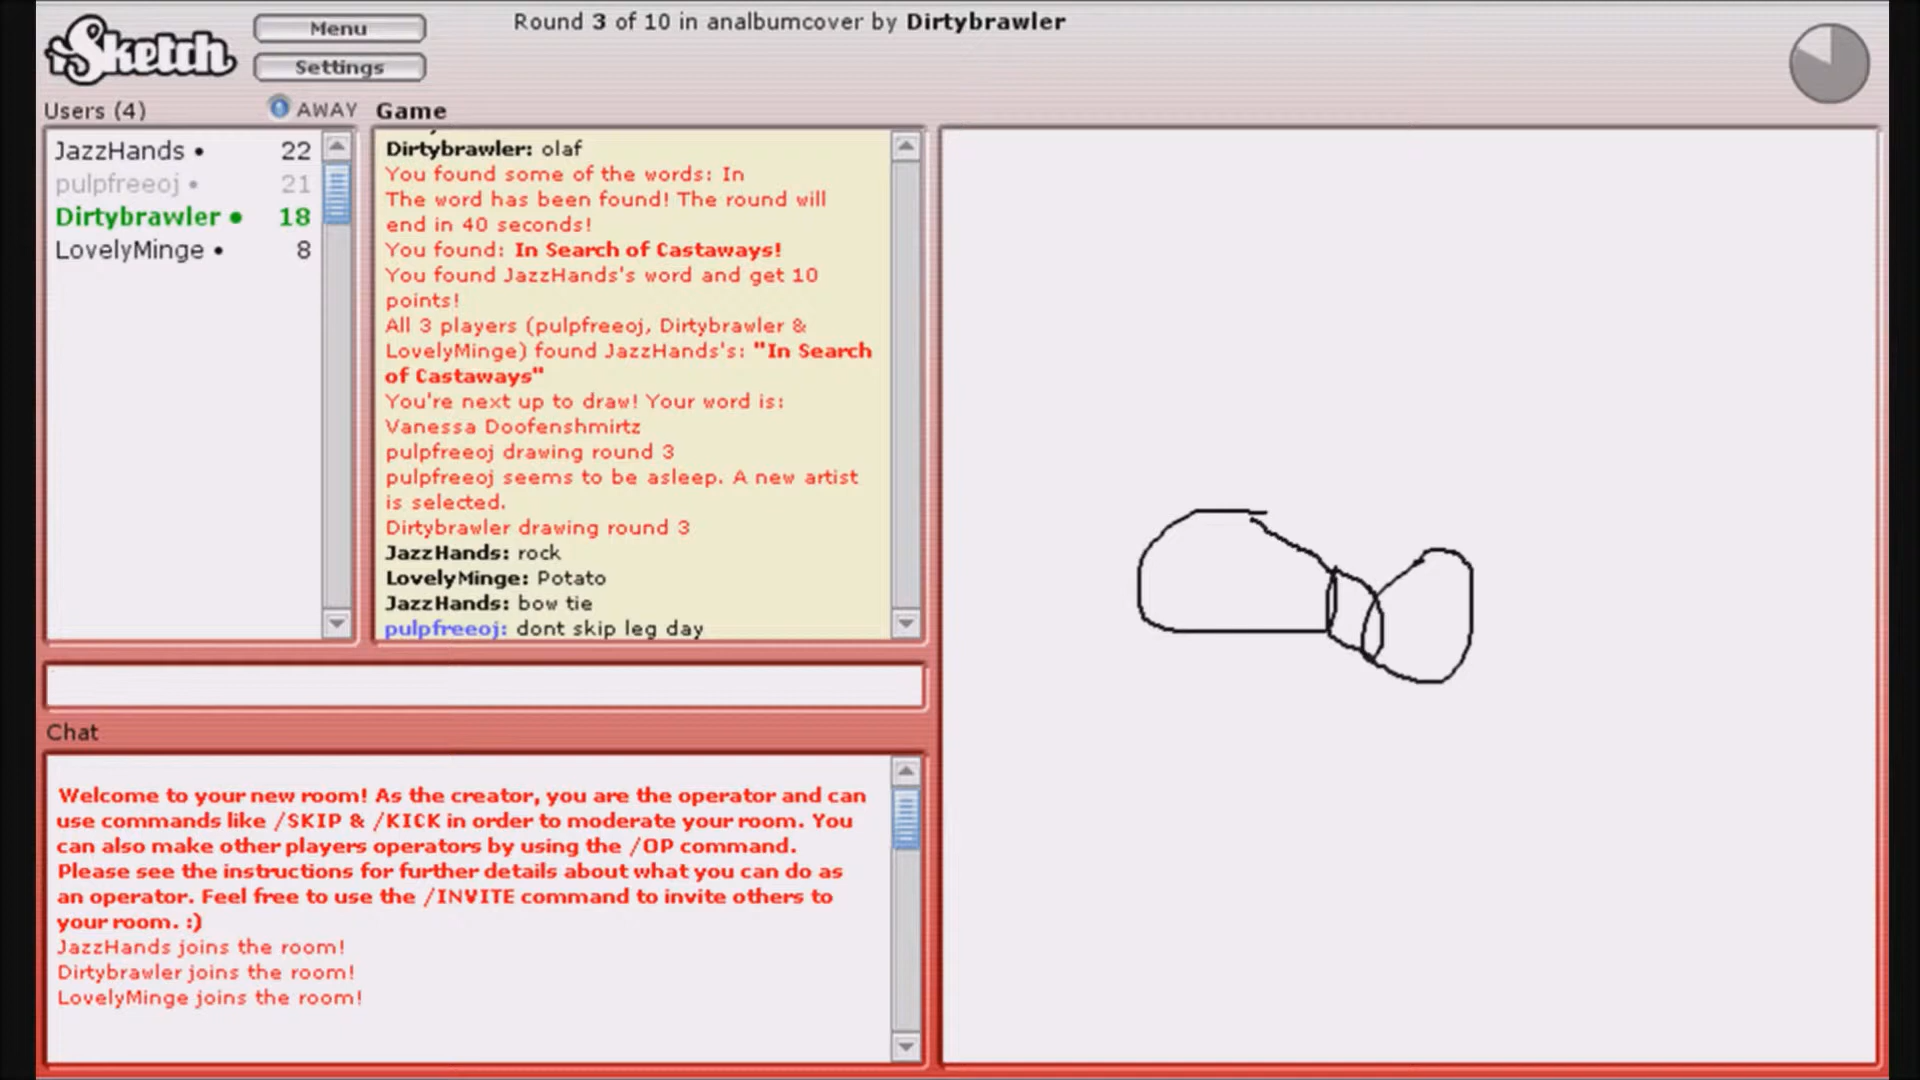 iSketch
Menu
Settings
Round 3 of 10 in analbumcover by Dirtybrawler
Users (4)
AWAY
Game
JazzHands • 22
pulpfreeoj • 21
Dirtybrawler • 18
LovelyMinge • 8
Dirtybrawler: olaf
You found some of the words: In
The word has been found! The round will
end in 40 seconds!
You found: In Search of Castaways!
You found JazzHands's word and get 10
points!
All 3 players (pulpfreeoj, Dirtybrawler &
LovelyMinge) found JazzHands's: "In Search
of Castaways"
You're next up to draw! Your word is:
Vanessa Doofenshmirtz
pulpfreeoj drawing round 3
pulpfreeoj seems to be asleep. A new artist
is selected.
Dirtybrawler drawing round 3
JazzHands: rock
LovelyMinge: Potato
JazzHands: bow tie
pulpfreeoj: dont skip leg day
Chat
Welcome to your new room! As the creator, you are the operator and can
use commands like /SKIP & /KICK in order to moderate your room. You
can also make other players operators by using the /OP command.
Please see the instructions for further details about what you can do as
an operator. Feel free to use the /INVITE command to invite others to
your room. :)
JazzHands joins the room!
Dirtybrawler joins the room!
LovelyMinge joins the room!